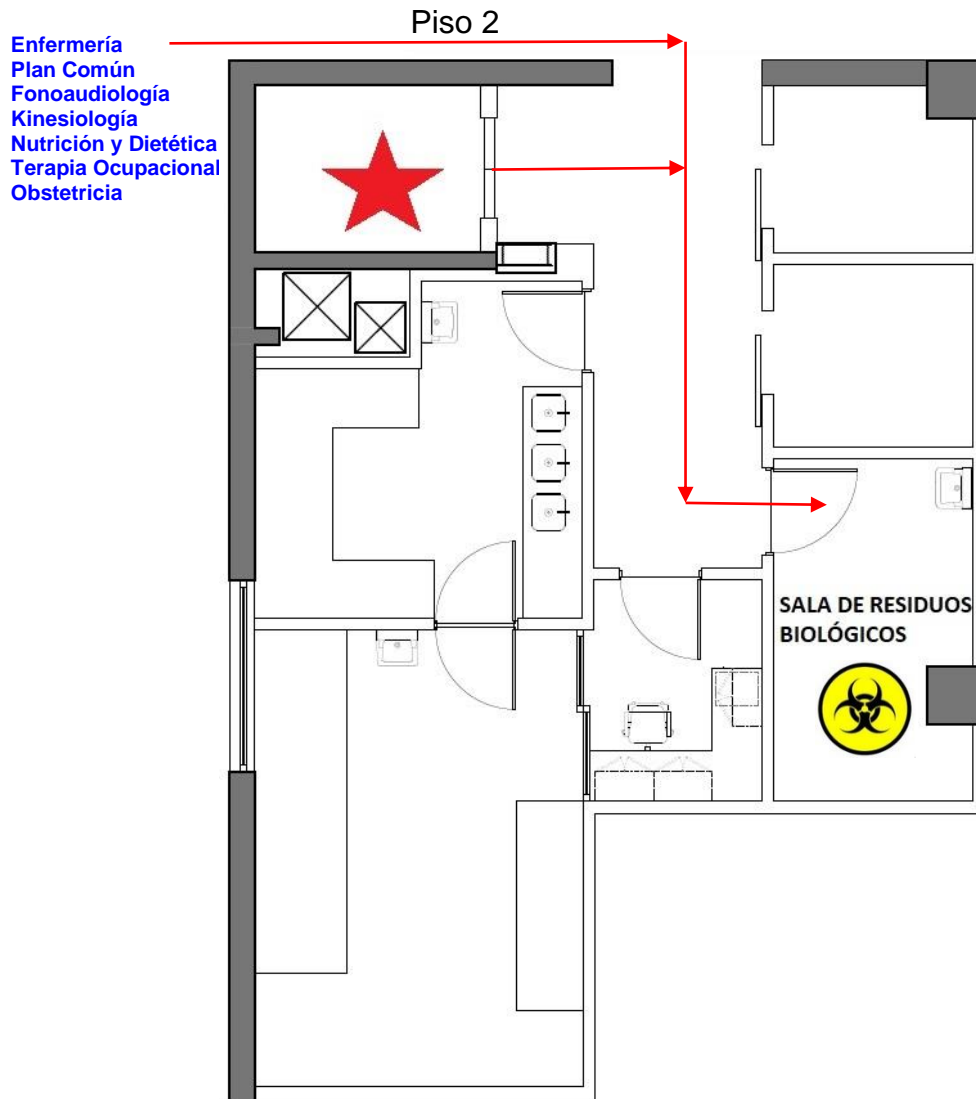 Piso 2
Enfermería
Plan Común
Fonoaudiología
Kinesiología
Nutrición y Dietética
Terapia Ocupacional
Obstetricia
SALA DE RESIDUOS
BIOLÓGICOS